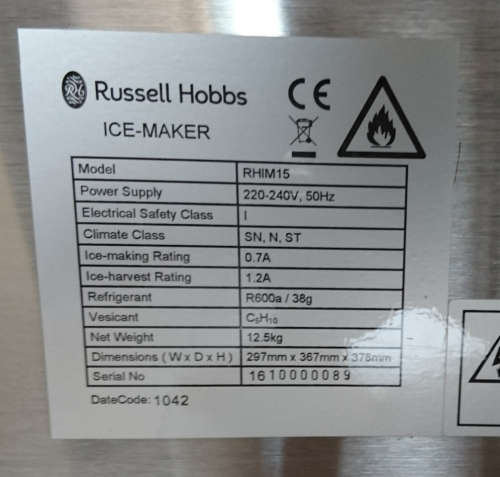 Russell Hobbs
CE
ICE-MAKER
Model RHIM15
Power Supply 220-240V, 50Hz
Electrical Safety Class I
Climate Class SN, N, ST
Ice-making Rating 0.7A
Ice-harvest Rating 1.2A
Refrigerant R600a / 38g
Vesicant C₅H₁₀
Net Weight 12.5kg
Dimensions ( W x D x H ) 297mm x 367mm x 378mm
Serial No 1610000089
DateCode: 1042